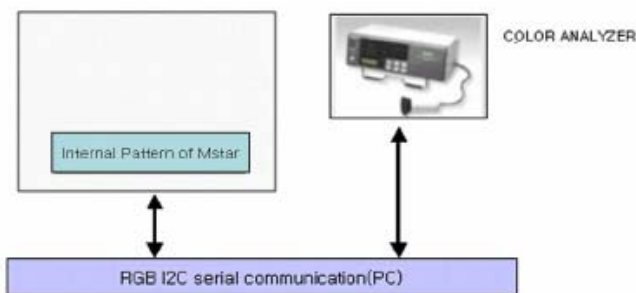 COLOR ANALYZER
Internal Pattern of Mstar
RGB I2C serial communication(PC)